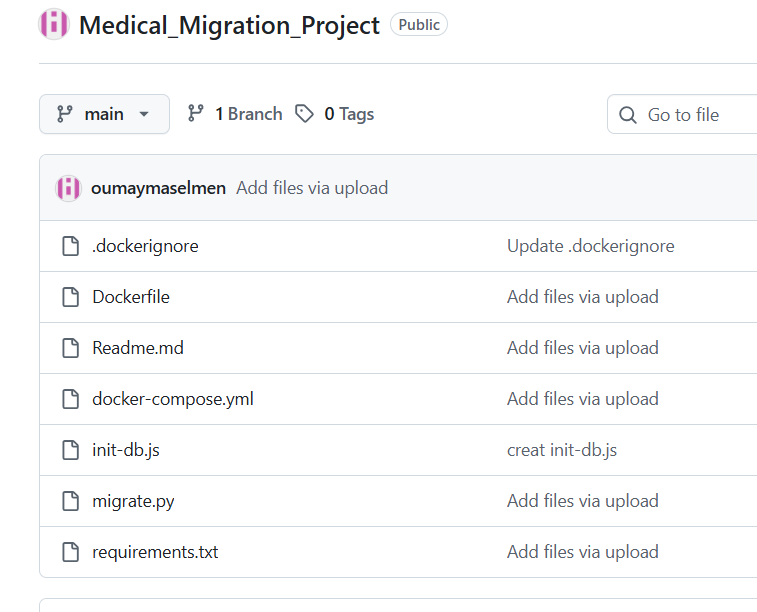 Medical_Migration_Project Public
main 1 Branch 0 Tags Go to file
oumaymaselmen Add files via upload
.dockerignore Update .dockerignore
Dockerfile Add files via upload
Readme.md Add files via upload
docker-compose.yml Add files via upload
init-db.js creat init-db.js
migrate.py Add files via upload
requirements.txt Add files via upload